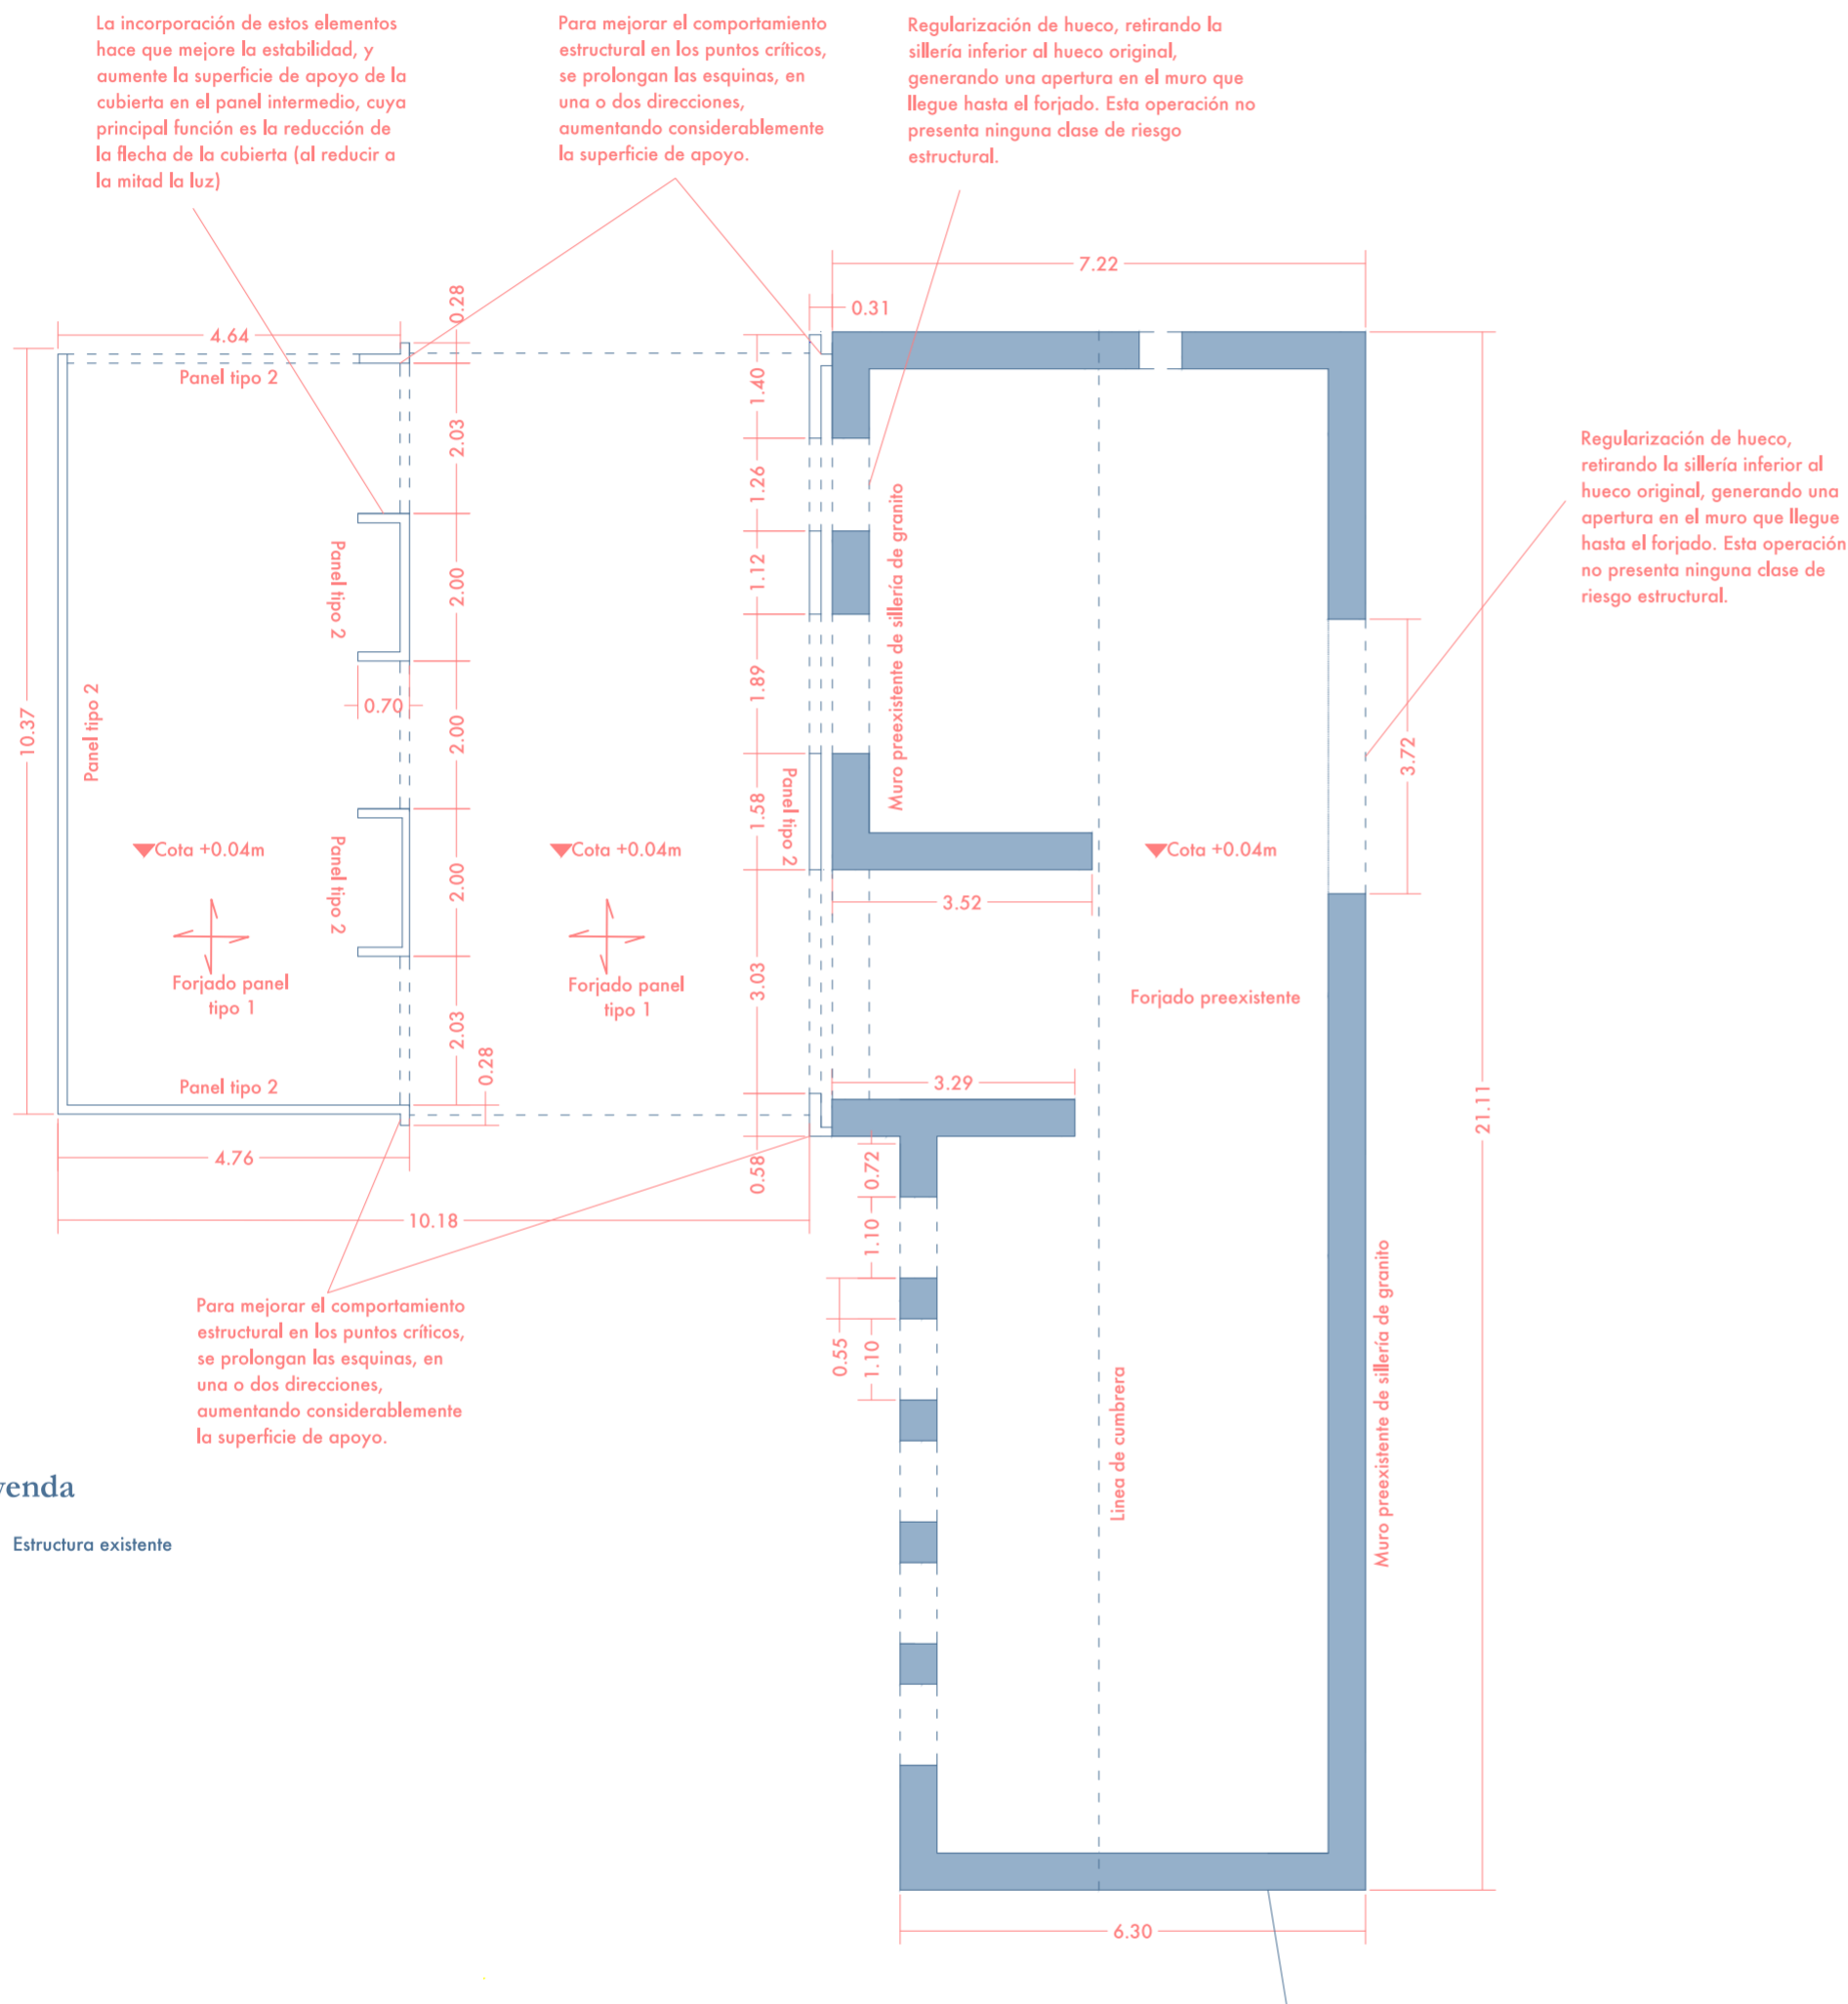 La incorporación de estos elementos
hace que mejore la estabilidad, y
aumente la superficie de apoyo de la
cubierta en el panel intermedio, cuya
principal función es la reducción de
la flecha de la cubierta (al reducir a
la mitad la luz)
Para mejorar el comportamiento
estructural en los puntos críticos,
se prolongan las esquinas, en
una o dos direcciones,
aumentando considerablemente
la superficie de apoyo.
Regularización de hueco, retirando la
sillería inferior al hueco original,
generando una apertura en el muro que
llegue hasta el forjado. Esta operación no
presenta ninguna clase de riesgo
estructural.
7.22
0.28
0.31
4.64
Panel tipo 2
1.40
2.03
1.26
Regularización de hueco,
retirando la sillería inferior al
hueco original, generando una
apertura en el muro que llegue
hasta el forjado. Esta operación
no presenta ninguna clase de
riesgo estructural.
Panel tipo 2
2.00
1.12
Muro preexistente de sillería de granito
0.70
1.89
10.37
Panel tipo 2
2.00
3.72
1.58
Panel tipo 2
Cota +0.04m
Panel tipo 2
2.00
Cota +0.04m
Cota +0.04m
3.52
Forjado panel
tipo 1
Forjado panel
tipo 1
3.03
Forjado preexistente
2.03
0.28
Panel tipo 2
3.29
21.11
4.76
0.58
0.72
10.18
1.10
Para mejorar el comportamiento
estructural en los puntos críticos,
se prolongan las esquinas, en
una o dos direcciones,
aumentando considerablemente
la superficie de apoyo.
0.55
1.10
Linea de cumbrera
Muro preexistente de sillería de granito
yenda
Estructura existente
6.30